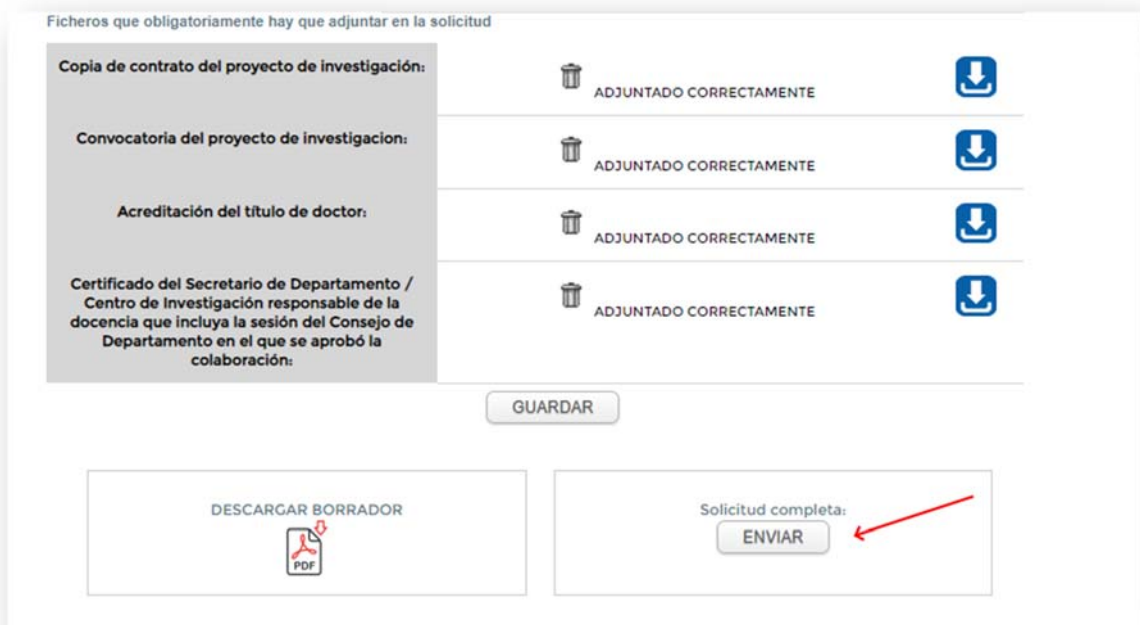 Ficheros que obligatoriamente hay que adjuntar en la solicitud
Copia de contrato del proyecto de investigación:
ADJUNTADO CORRECTAMENTE
Convocatoria del proyecto de investigacion:
ADJUNTADO CORRECTAMENTE
Acreditación del título de doctor:
ADJUNTADO CORRECTAMENTE
Certificado del Secretario de Departamento /
Centro de Investigación responsable de la
docencia que incluya la sesión del Consejo de
Departamento en el que se aprobó la
colaboración:
ADJUNTADO CORRECTAMENTE
GUARDAR
DESCARGAR BORRADOR
PDF
Solicitud completa:
ENVIAR